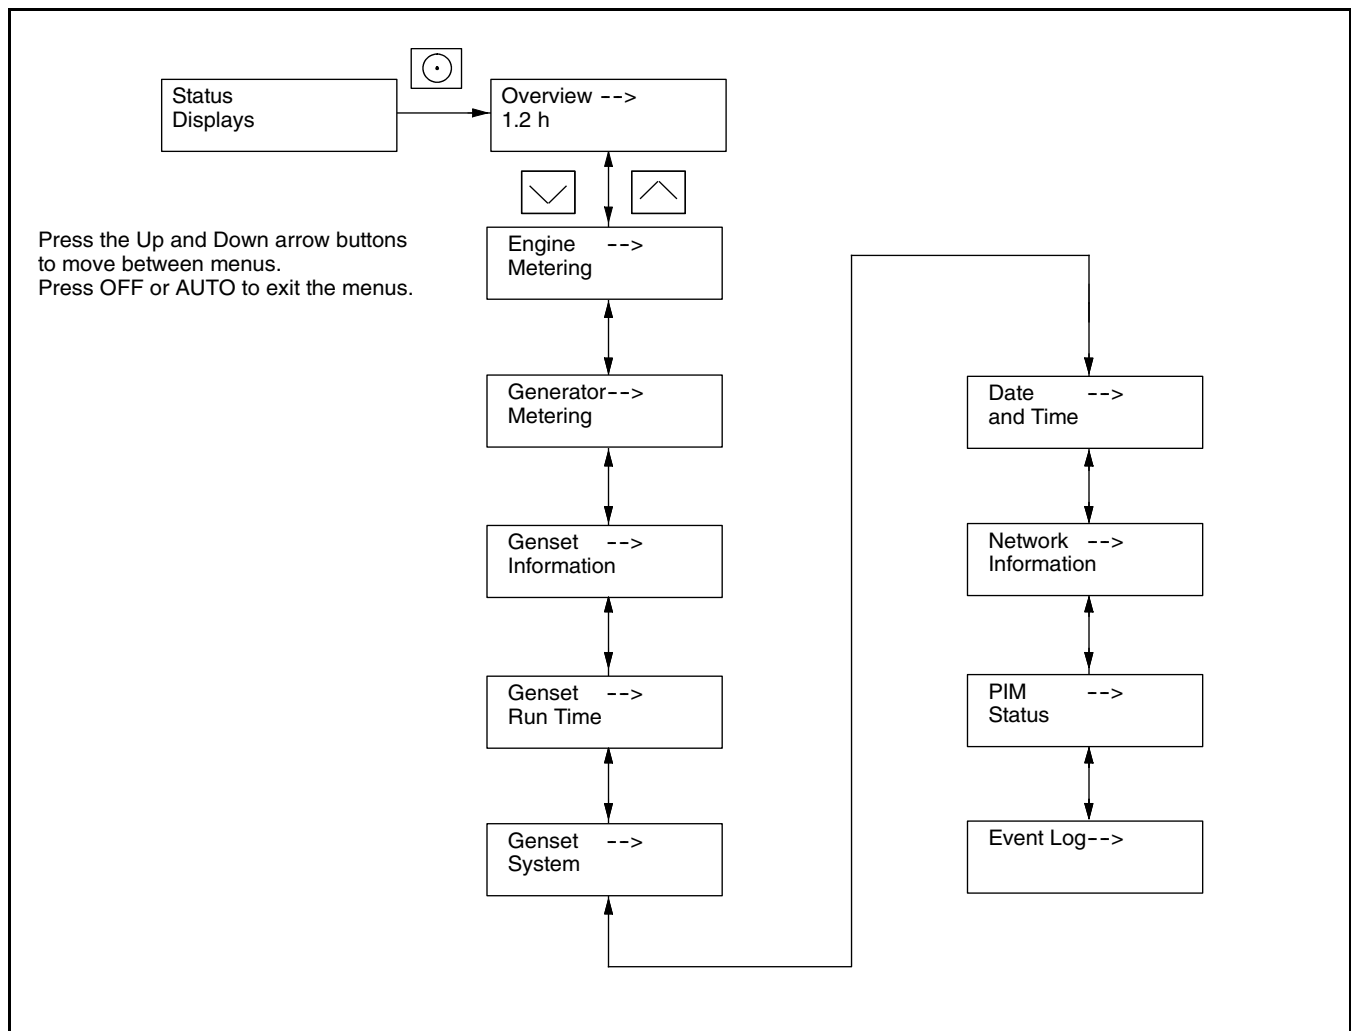 Status
Displays
Overview -->
1.2 h
Press the Up and Down arrow buttons
to move between menus.
Press OFF or AUTO to exit the menus.
Engine -->
Metering
Generator-->
Metering
Genset -->
Information
Genset -->
Run Time
Genset -->
System
Date -->
and Time
Network -->
Information
PIM -->
Status
Event Log-->